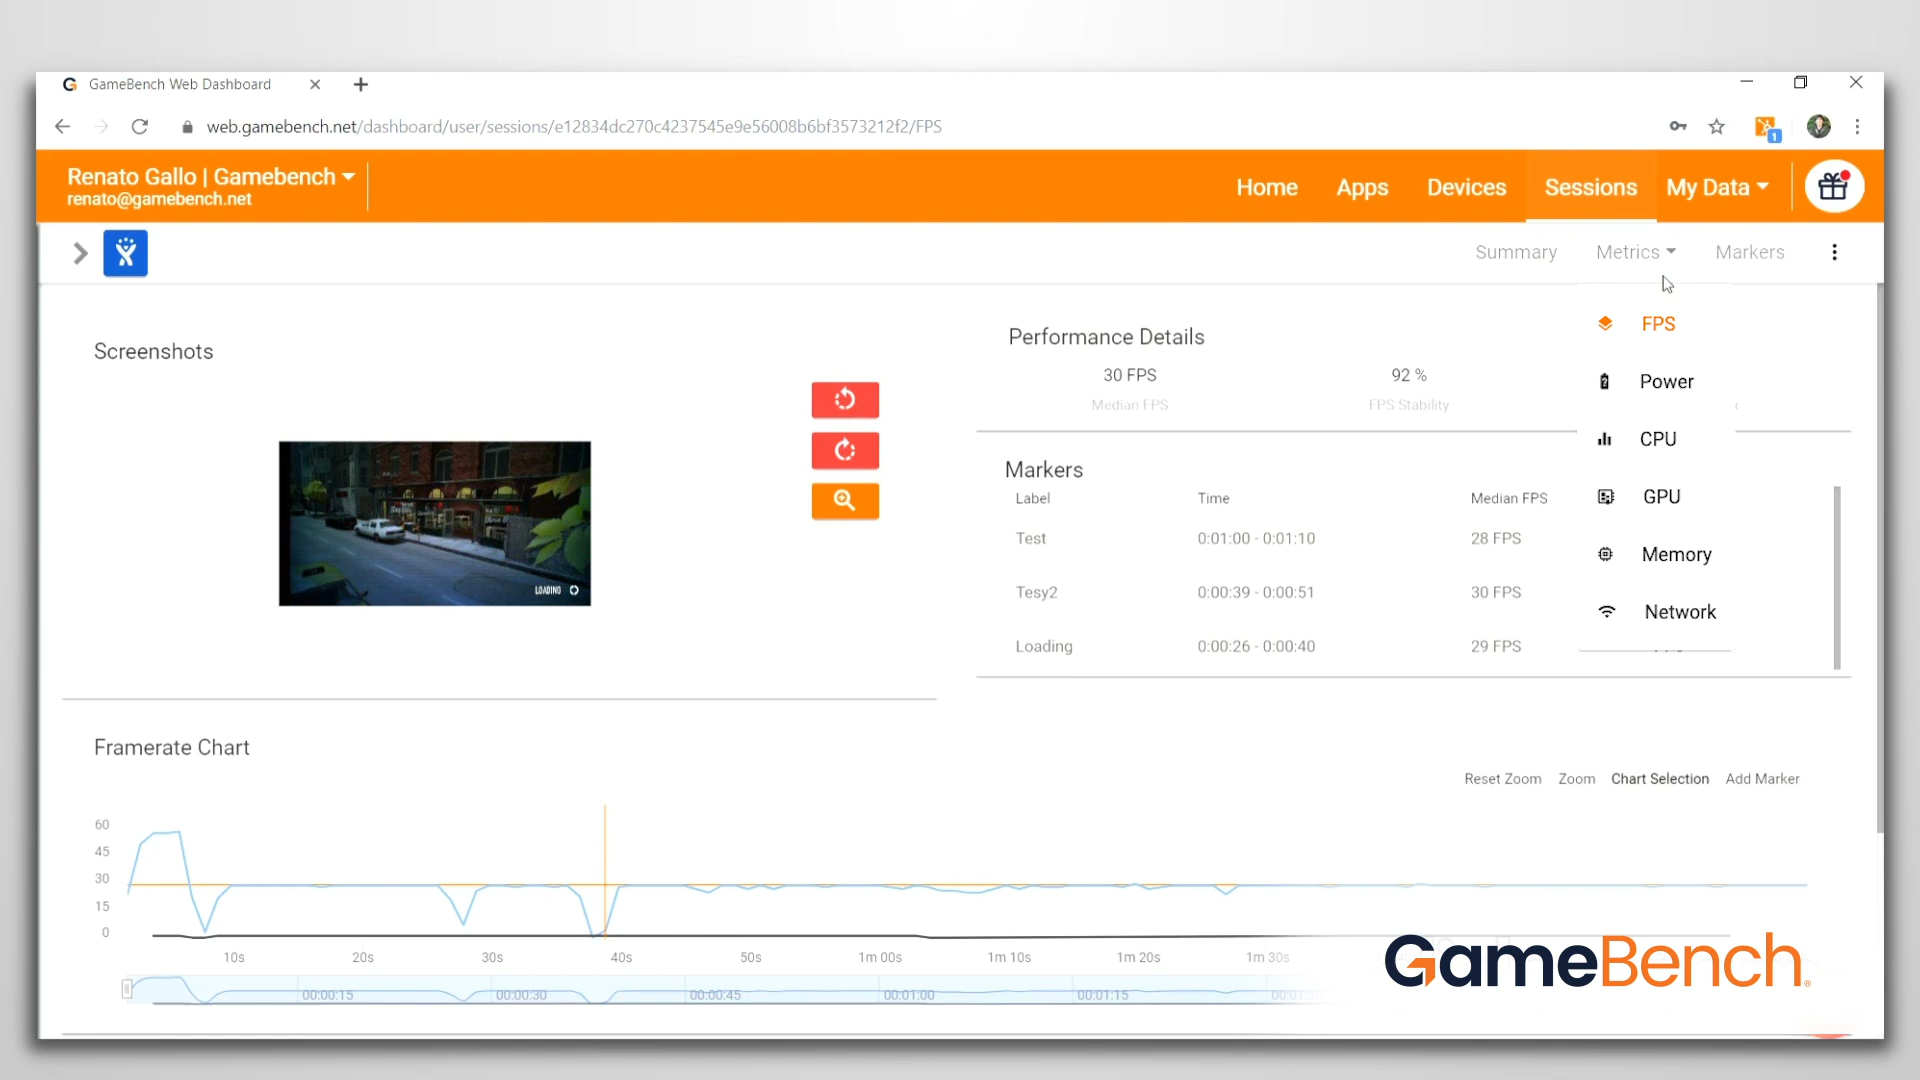 GameBench Web Dashboard
web.gamebench.net/dashboard/user/sessions/e12834dc270c4237545e9e56008b6bf3573212f2/FPS
1
Renato Gallo | Gamebench
renato@gamebench.net
Home Apps Devices Sessions My Data
Summary Metrics Markers
Screenshots
LOADING
Performance Details
30 FPS 92 %
Median FPS FPS Stability
Markers
Label Time Median FPS
Test 0:01:00 - 0:01:10 28 FPS
Tesy2 0:00:39 - 0:00:51 30 FPS
Loading 0:00:26 - 0:00:40 29 FPS
FPS
Power
CPU
GPU
Memory
Network
Framerate Chart
Reset Zoom Zoom Chart Selection Add Marker
60
45
30
15
0
10s 20s 30s 40s 50s 1m 00s 1m 10s 1m 20s 1m 30s
00:00:15 00:00:30 00:00:45 00:01:00 00:01:15 00:01:30
GameBench®